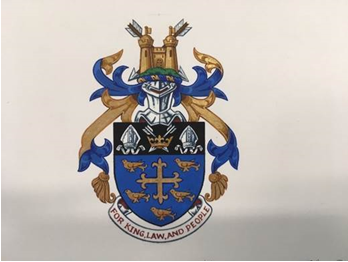 FOR KING, LAW, AND PEOPLE